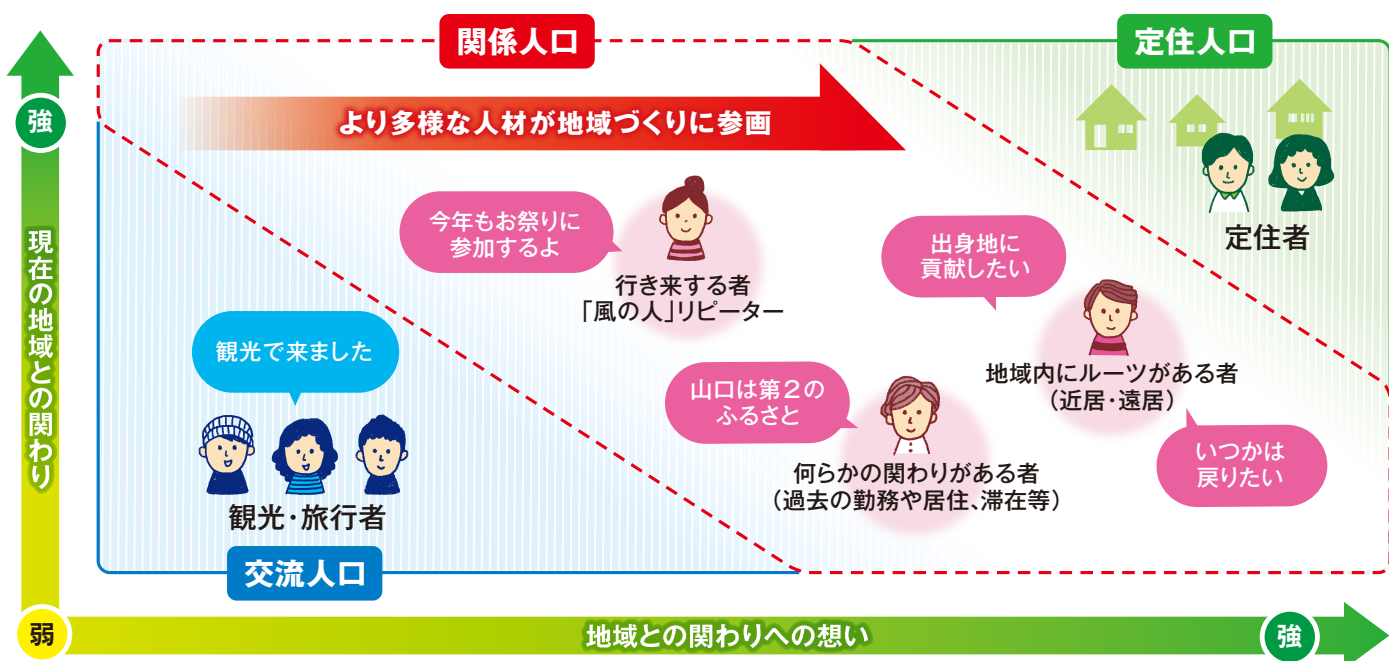 関係人口
定住人口
強
より多様な人材が地域づくりに参画
今年もお祭りに
参加するよ
行き来する者
「風の人」リピーター
出身地に
貢献したい
定住者
現在の地域との関わり
観光で来ました
観光・旅行者
山口は第2の
ふるさと
地域内にルーツがある者
（近居・遠居）
何らかの関わりがある者
（過去の勤務や居住、滞在等）
いつかは
戻りたい
交流人口
弱
地域との関わりへの想い
強